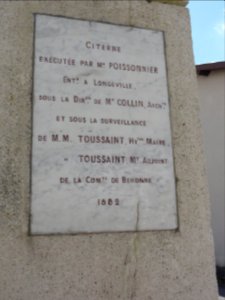 CITERNE
EXÉCUTÉE PAR Mr POISSONNIER
ENTr. A LONGEVILLE
SOUS LA DIRon DE Mr COLLIN, ARCHte
ET SOUS LA SURVEILLANCE
DE M.M. TOUSSAINT, HYte MAIRE
" TOUSSAINT Mn ADJOINT
DE LA COMne DE BEHONNE
1882